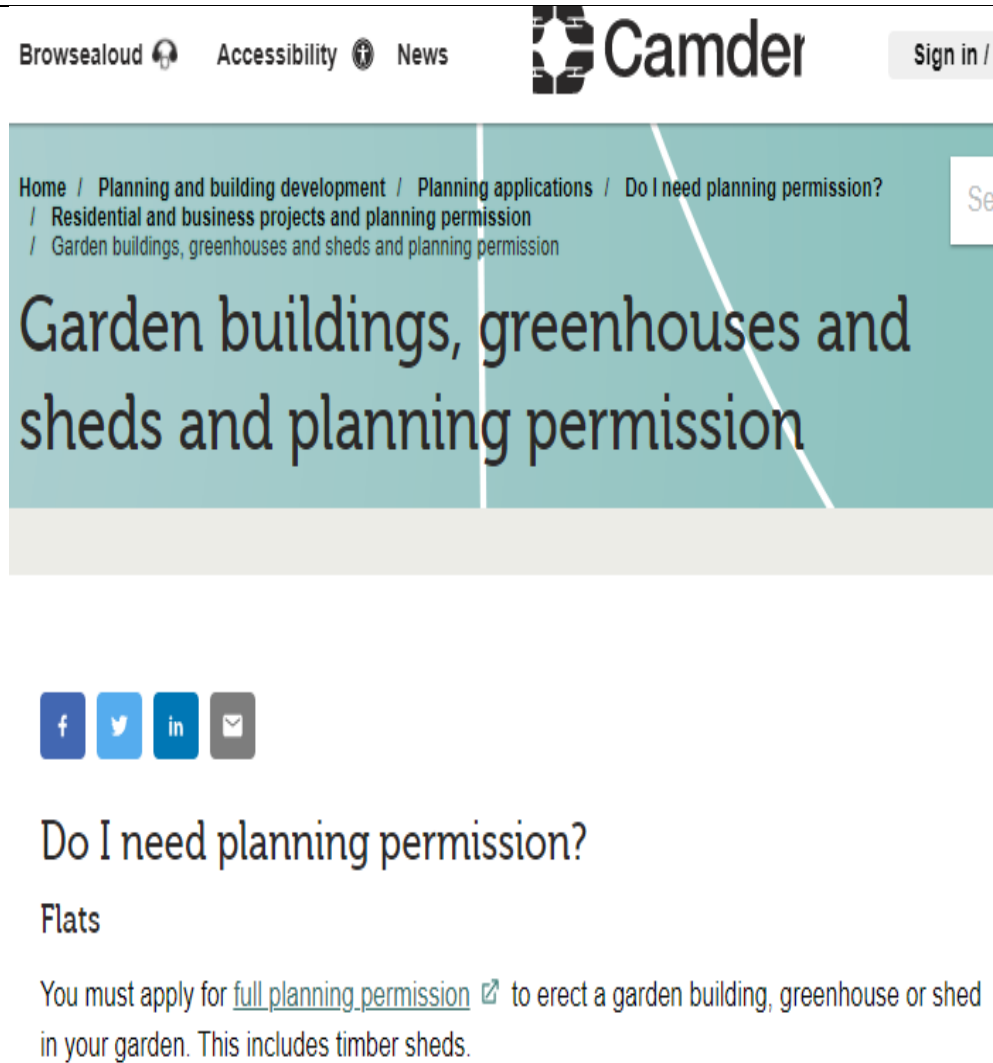 Browsealoud Accessibility News Camden Sign in /
Home / Planning and building development / Planning applications / Do I need planning permission?
/ Residential and business projects and planning permission
/ Garden buildings, greenhouses and sheds and planning permission
Se
Garden buildings, greenhouses and
sheds and planning permission
f in
Do I need planning permission?
Flats
You must apply for full planning permission to erect a garden building, greenhouse or shed
in your garden. This includes timber sheds.